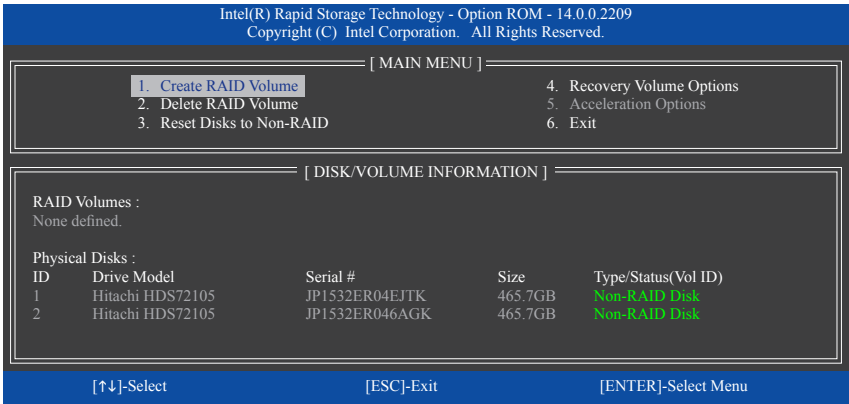 Intel(R) Rapid Storage Technology - Option ROM - 14.0.0.2209
Copyright (C) Intel Corporation. All Rights Reserved.
[ MAIN MENU ]
1. Create RAID Volume
2. Delete RAID Volume
3. Reset Disks to Non-RAID
4. Recovery Volume Options
5. Acceleration Options
6. Exit
[ DISK/VOLUME INFORMATION ]
RAID Volumes :
None defined.
Physical Disks :
ID Drive Model Serial # Size Type/Status(Vol ID)
1 Hitachi HDS72105 JP1532ER04EJTK 465.7GB Non-RAID Disk
2 Hitachi HDS72105 JP1532ER046AGK 465.7GB Non-RAID Disk
[↑↓]-Select [ESC]-Exit [ENTER]-Select Menu